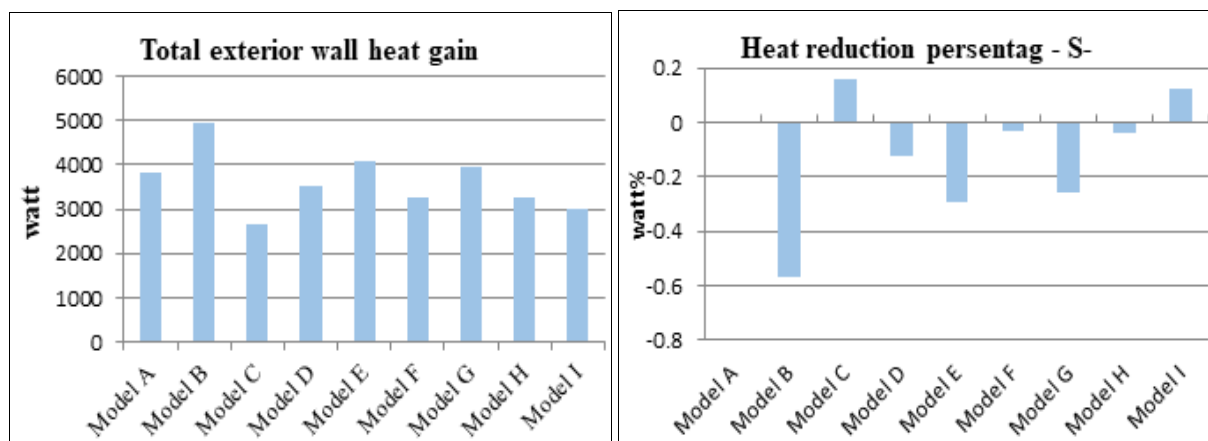 Total exterior wall heat gain
6000
5000
4000
3000
2000
1000
0
watt
Model A
Model B
Model C
Model D
Model E
Model F
Model G
Model H
Model I
Heat reduction persentag - S-
0.2
0
-0.2
-0.4
-0.6
-0.8
watt%
Model A
Model B
Model C
Model D
Model E
Model F
Model G
Model H
Model I